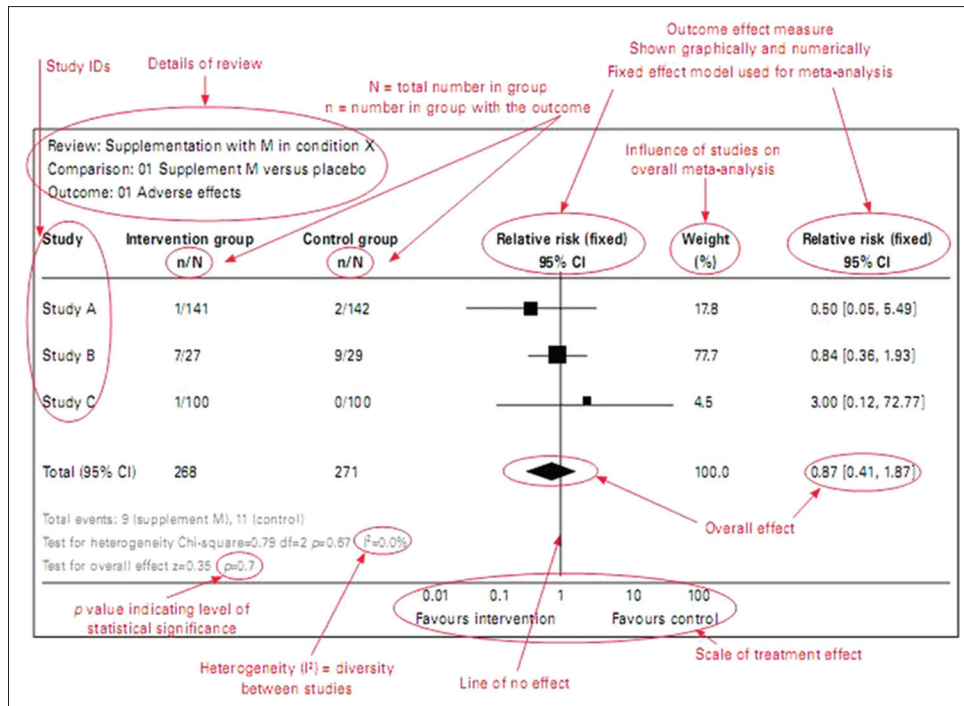 Outcome effect measure
Shown graphically and numerically
Fixed effect model used for meta-analysis
Study IDs
Details of review
N = total number in group
n = number in group with the outcome
Influence of studies on
overall meta-analysis
Review: Supplementation with M in condition X
Comparison: 01 Supplement M versus placebo
Outcome: 01 Adverse effects
Study Intervention group Control group Relative risk (fixed) Weight Relative risk (fixed)
n/N n/N 95% CI (%) 95% CI
Study A 1/141 2/142 17.8 0.50 [0.05, 5.49]
Study B 7/27 9/29 77.7 0.84 [0.36, 1.93]
Study C 1/100 0/100 4.5 3.00 [0.12, 72.77]
Total (95% CI) 268 271 100.0 0.87 [0.41, 1.87]
Total events: 9 (supplement M), 11 (control)
Test for heterogeneity Chi-square=0.79 df=2 p=0.67 I²=0.0%
Test for overall effect z=0.35 p=0.7
Overall effect
0.01 0.1 1 10 100
Favours intervention Favours control
p value indicating level of
statistical significance
Heterogeneity (I²) = diversity
between studies
Line of no effect
Scale of treatment effect